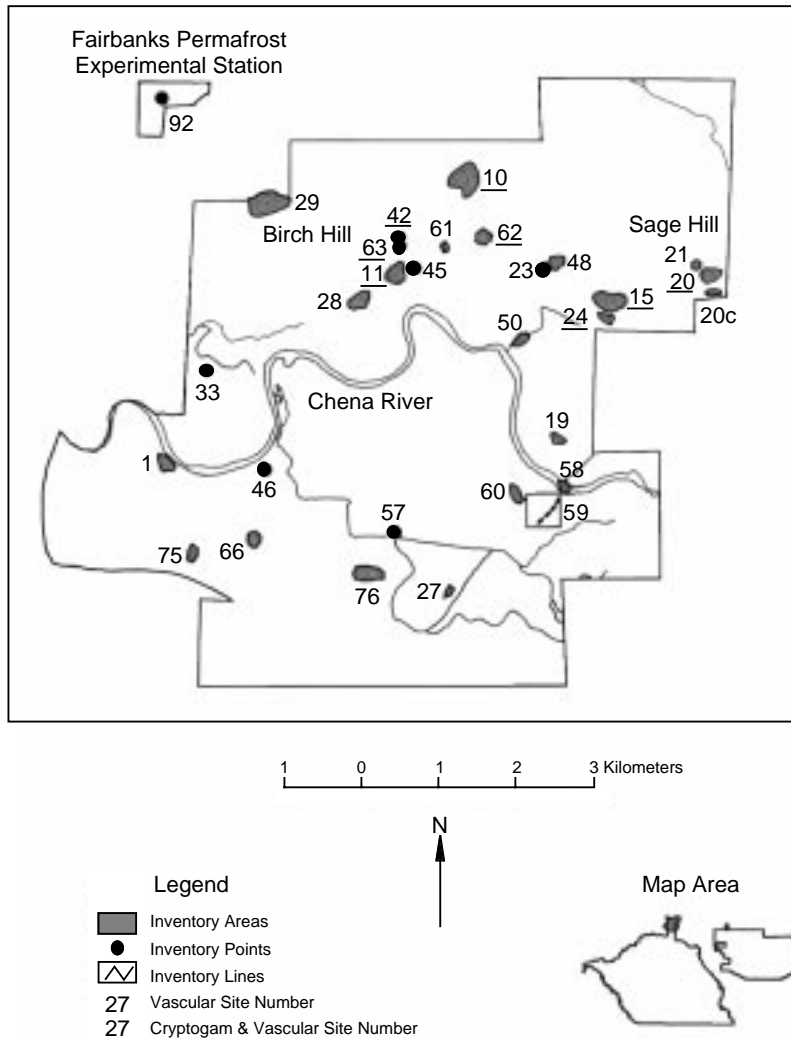 Fairbanks Permafrost
Experimental Station
92
10
29
42
Birch Hill
61
62
Sage Hill
63
21
11
45
23
48
20
28
15
24
20c
50
33
Chena River
19
1
46
58
60
59
57
75
66
76
27
1 0 1 2 3 Kilometers
N
Legend
Map Area
Inventory Areas
Inventory Points
Inventory Lines
27 Vascular Site Number
27 Cryptogam & Vascular Site Number